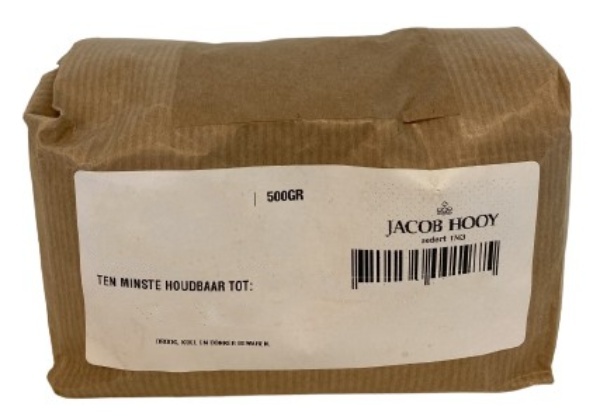 500GR
JACOB HOOY
sedert 1743
TEN MINSTE HOUDBAAR TOT:
DROOG, KOEL EN DONKER BEWAREN.